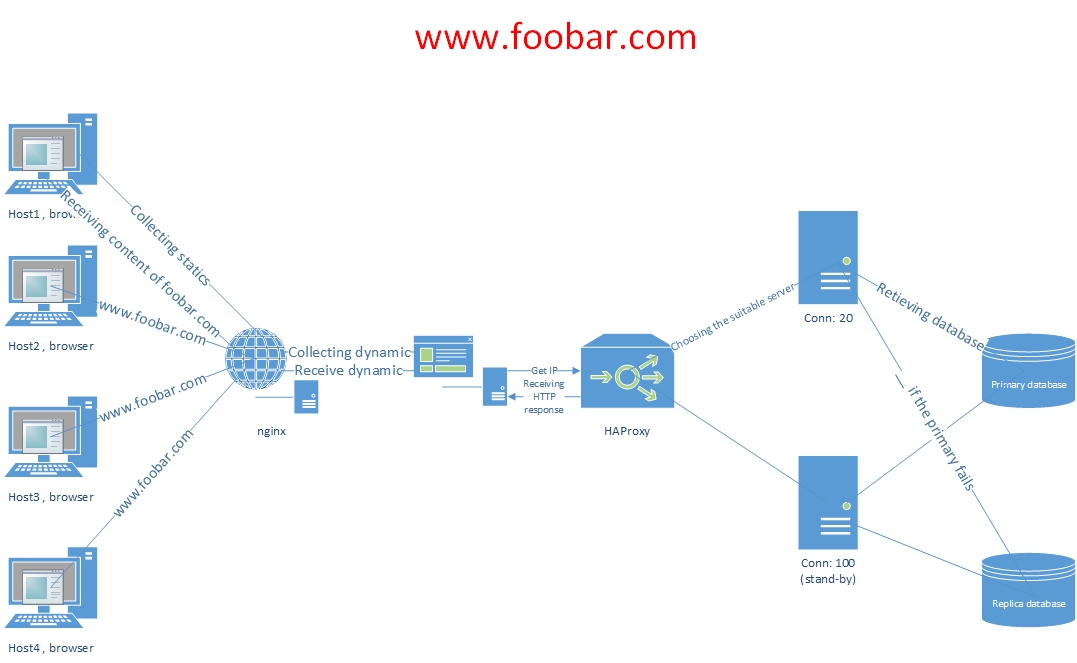 www.foobar.com
Host1, brow
Collecting statics
Receiving content of foobar.com
Host2, browser
www.foobar.com
Host3, browser
www.foobar.com
Host4, browser
www.foobar.com
nginx
Collecting dynamic
Receive dynamic
Get IP
Receiving
HTTP
response
HAProxy
Choosing the suitable server
Conn: 20
Conn: 100
(stand-by)
Retrieving database
if the primary fails
Primary database
Replica database